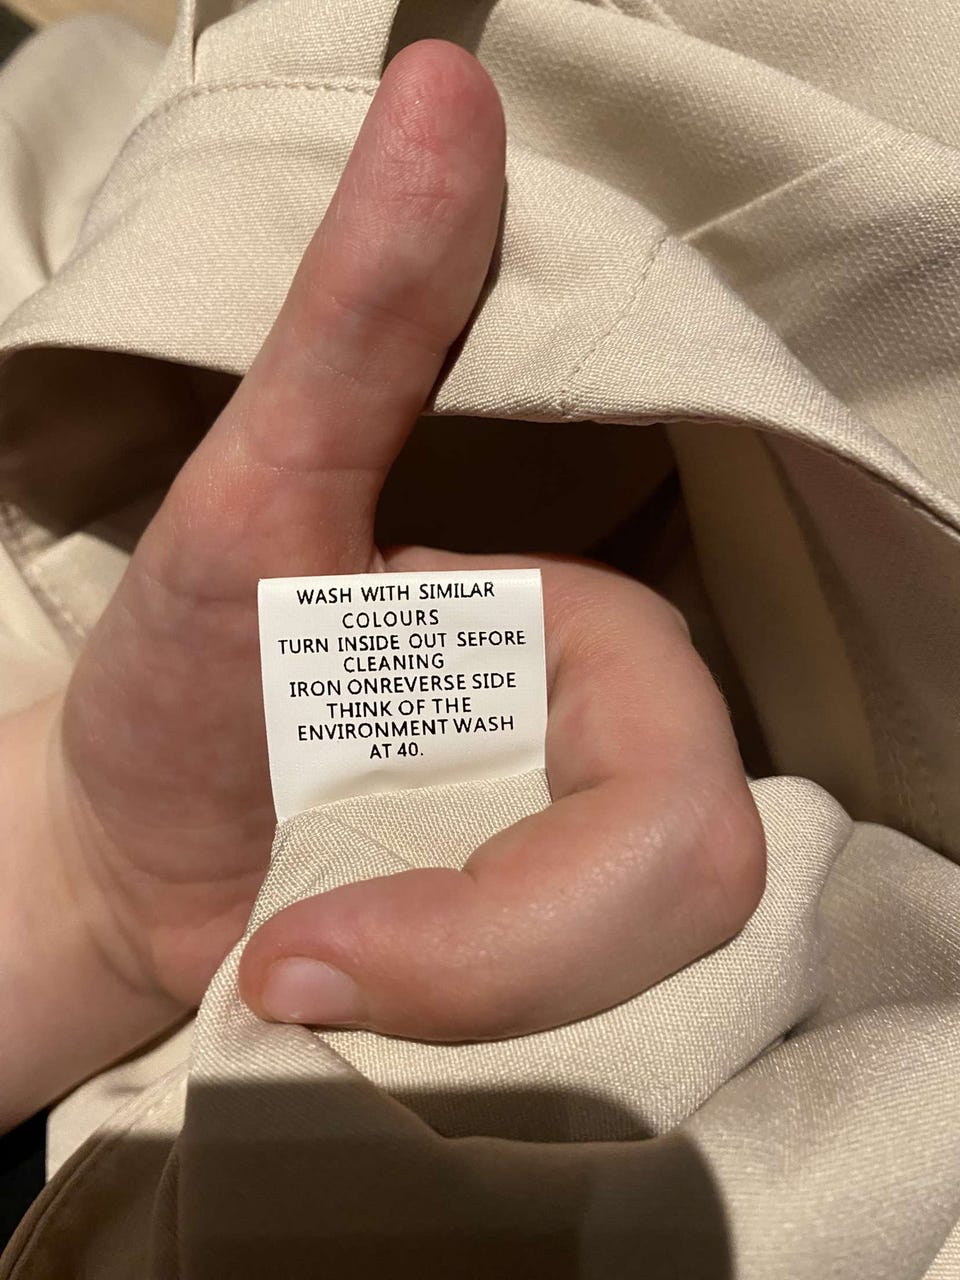 WASH WITH SIMILAR
COLOURS
TURN INSIDE OUT SEFORE
CLEANING
IRON ONREVERSE SIDE
THINK OF THE
ENVIRONMENT WASH
AT 40.